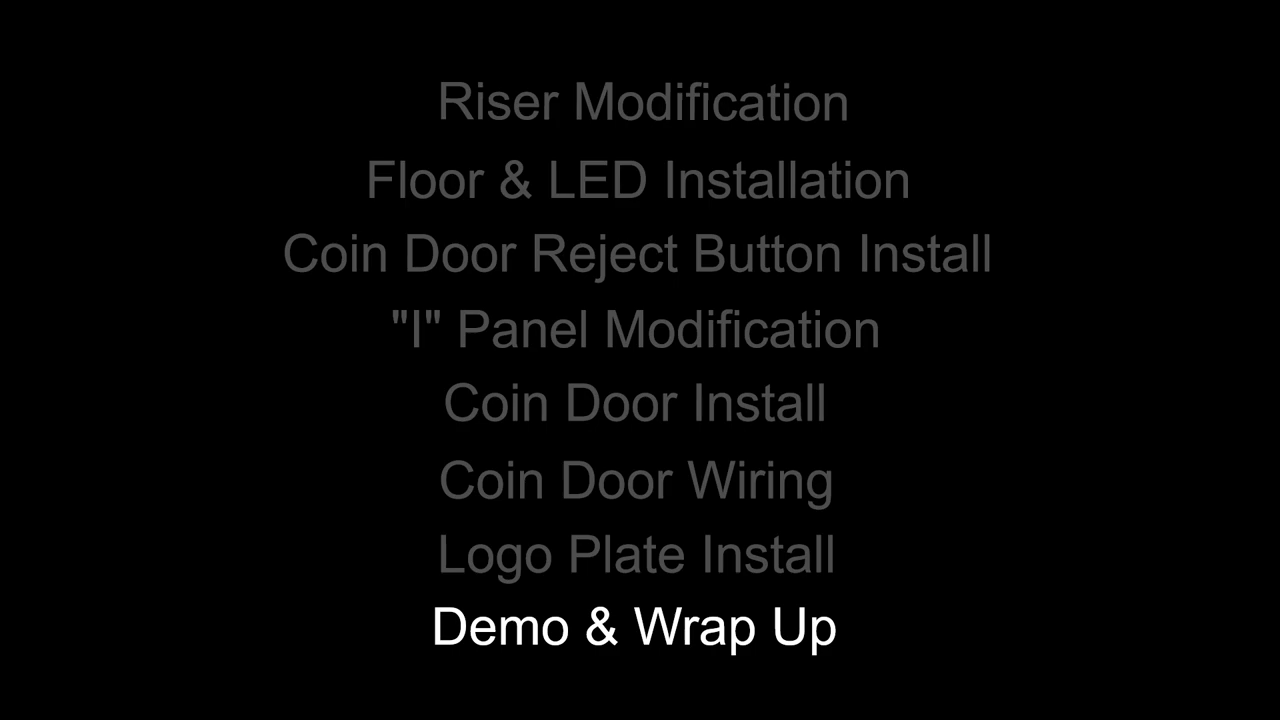 Riser Modification
Floor & LED Installation
Coin Door Reject Button Install
"I" Panel Modification
Coin Door Install
Coin Door Wiring
Logo Plate Install
Demo & Wrap Up